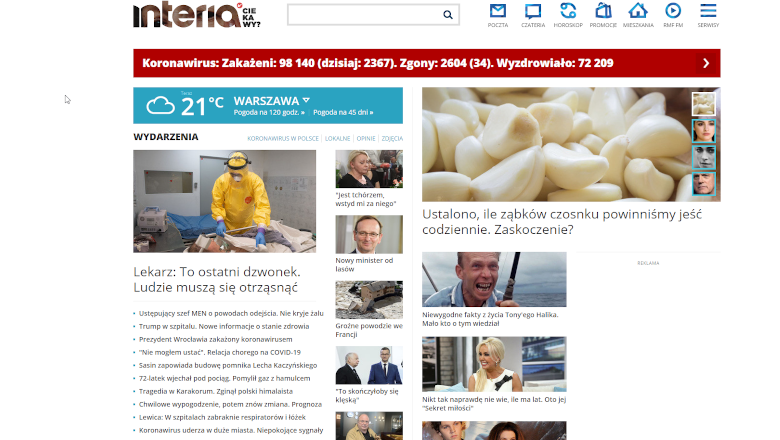 interia
CIE
KA
WY?
POCZTA
CZATERIA
HOROSKOP
PROMOCJE
MIESZKANIA
RMF FM
SERWISY
Koronawirus: Zakażeni: 98 140 (dzisiaj: 2367). Zgony: 2604 (34). Wyzdrowiało: 72 209
Teraz
21°C
WARSZAWA
Pogoda na 120 godz. » Pogoda na 45 dni »
WYDARZENIA
KORONAWIRUS W POLSCE | LOKALNE | OPINIE | ZDJĘCIA
Lekarz: To ostatni dzwonek.
Ludzie muszą się otrząsnąć
Ustępujący szef MEN o powodach odejścia. Nie kryje żalu
Trump w szpitalu. Nowe informacje o stanie zdrowia
Prezydent Wrocławia zakażony koronawirusem
"Nie mogłem ustać". Relacja chorego na COVID-19
Sasin zapowiada budowę pomnika Lecha Kaczyńskiego
72-latek wjechał pod pociąg. Pomylił gaz z hamulcem
Tragedia w Karakorum. Zginął polski himalaista
Chwilowe wypogodzenie, potem znów zmiana. Prognoza
Lewica: W szpitalach zabraknie respiratorów i łóżek
Koronawirus uderza w duże miasta. Niepokojące sygnały
"Jest tchórzem,
wstyd mi za niego"
Nowy minister od
lasów
Groźne powodzie we
Francji
"To skończyłoby się
klęską"
Ustalono, ile ząbków czosnku powinniśmy jeść
codziennie. Zaskoczenie?
REKLAMA
Niewygodne fakty z życia Tony'ego Halika.
Mało kto o tym wiedział
Nikt tak naprawdę nie wie, ile ma lat. Oto jej
"Sekret miłości"